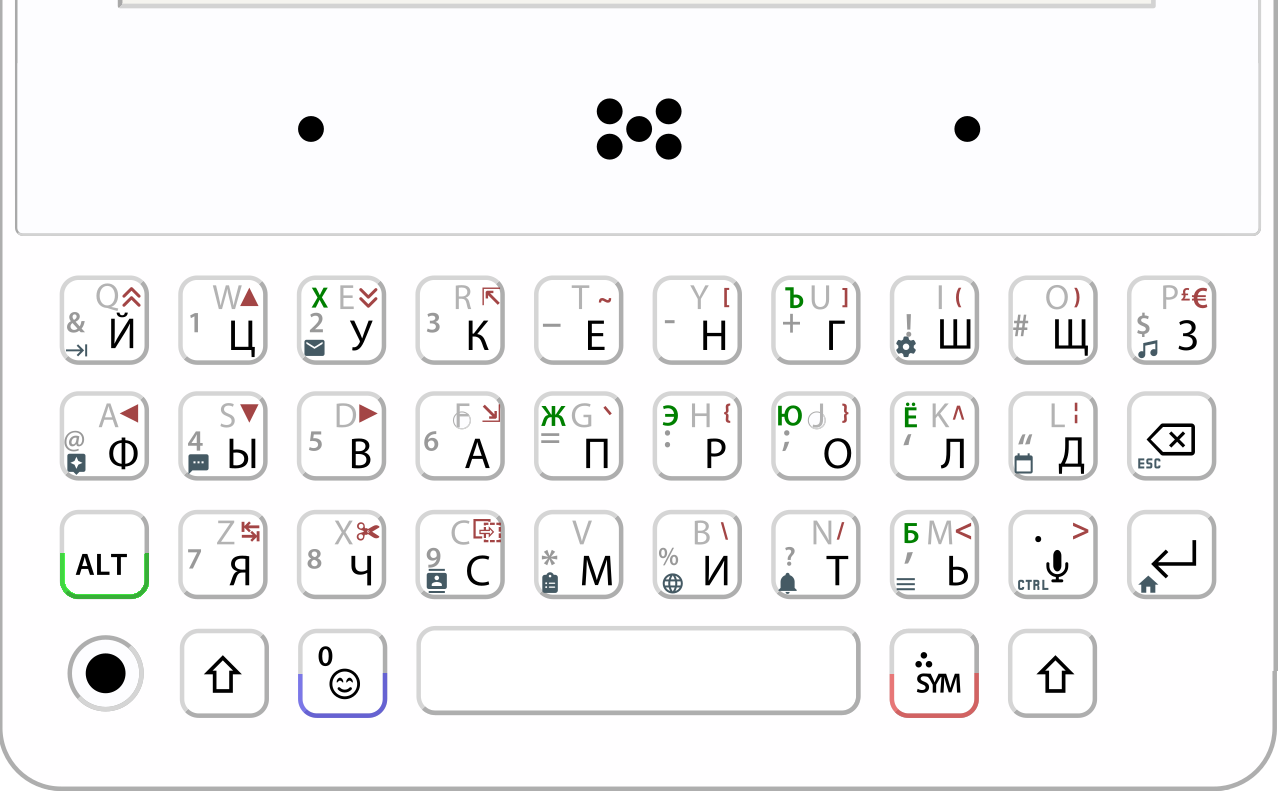 Q & Й W 1 Ц Х E 2 У R 3 К T ~ _ Е Y [ - Н Ъ U ] + Г I ( ! Ш O ) # Щ P £€ $ З
A @ Ф S 4 Ы D 5 В F 6 А Ж G ` = П Э H { : Р Ю J } ; О Ё K ^ ‘ Л L ¦ “ Д ESC
ALT Z 7 Я X 8 Ч C 9 С V * М B \ % И N / ? Т Б M < ’ Ь . > CTRL
0 SYM